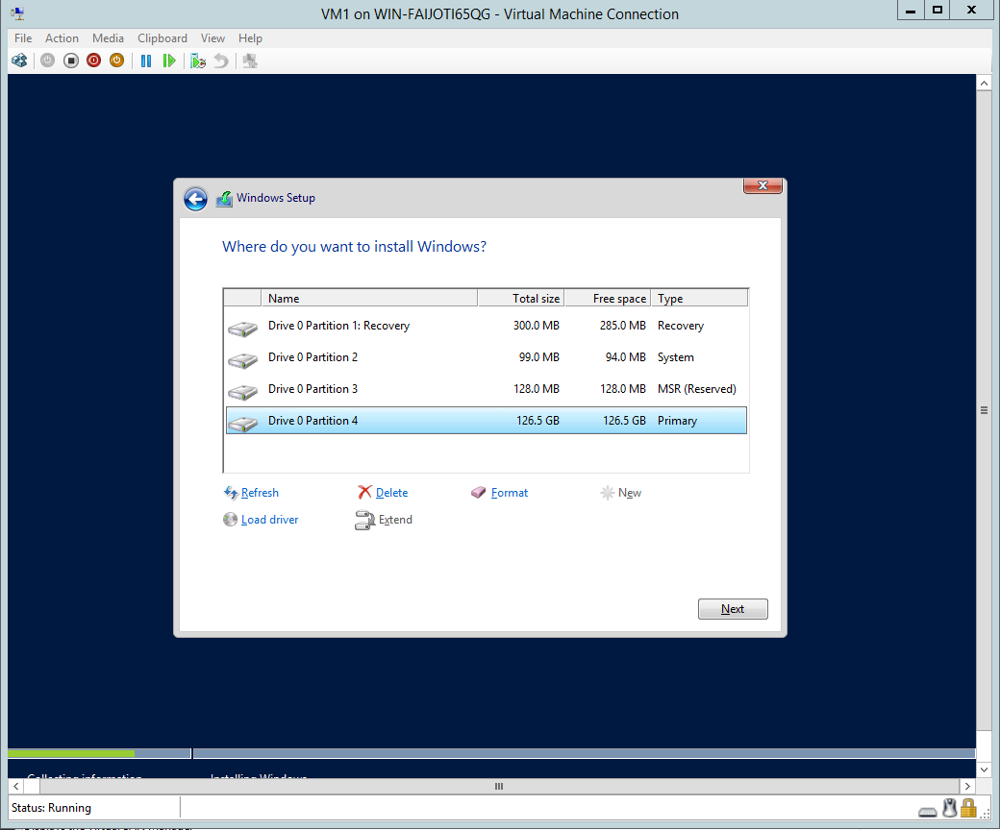 VM1 on WIN-FAIJOTI65QG - Virtual Machine Connection
File Action Media Clipboard View Help
Windows Setup
Where do you want to install Windows?
Name Total size Free space Type
Drive 0 Partition 1: Recovery 300.0 MB 285.0 MB Recovery
Drive 0 Partition 2 99.0 MB 94.0 MB System
Drive 0 Partition 3 128.0 MB 128.0 MB MSR (Reserved)
Drive 0 Partition 4 126.5 GB 126.5 GB Primary
Refresh Delete Format New
Load driver Extend
Next
Collecting information Installing Windows
Status: Running